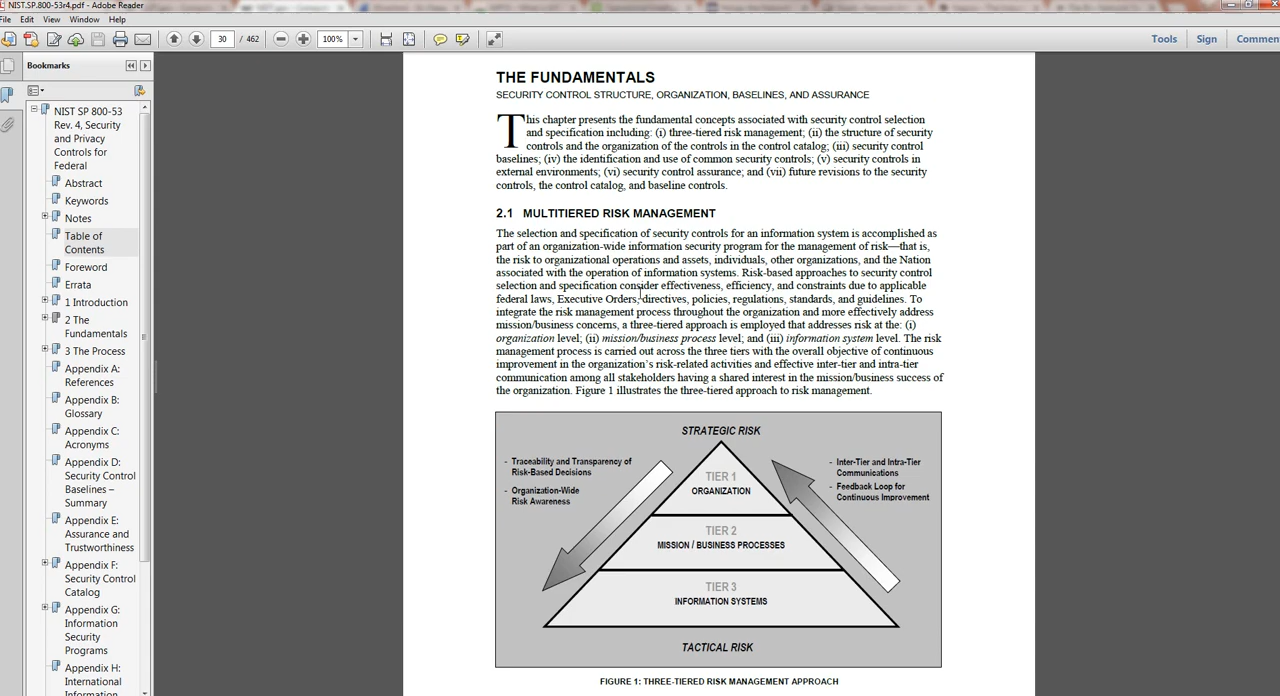 NIST.SP.800-53r4.pdf - Adobe Reader
File Edit View Window Help
30 / 462 100%
Tools Sign Commen
Bookmarks
NIST SP 800-53
Rev. 4, Security
and Privacy
Controls for
Federal
Abstract
Keywords
Notes
Table of
Contents
Foreword
Errata
1 Introduction
2 The
Fundamentals
3 The Process
Appendix A:
References
Appendix B:
Glossary
Appendix C:
Acronyms
Appendix D:
Security Control
Baselines –
Summary
Appendix E:
Assurance and
Trustworthiness
Appendix F:
Security Control
Catalog
Appendix G:
Information
Security
Programs
Appendix H:
International
Information
THE FUNDAMENTALS
SECURITY CONTROL STRUCTURE, ORGANIZATION, BASELINES, AND ASSURANCE
This chapter presents the fundamental concepts associated with security control selection
and specification including: (i) three-tiered risk management; (ii) the structure of security
controls and the organization of the controls in the control catalog; (iii) security control
baselines; (iv) the identification and use of common security controls; (v) security controls in
external environments; (vi) security control assurance; and (vii) future revisions to the security
controls, the control catalog, and baseline controls.
2.1 MULTITIERED RISK MANAGEMENT
The selection and specification of security controls for an information system is accomplished as
part of an organization-wide information security program for the management of risk—that is,
the risk to organizational operations and assets, individuals, other organizations, and the Nation
associated with the operation of information systems. Risk-based approaches to security control
selection and specification consider effectiveness, efficiency, and constraints due to applicable
federal laws, Executive Orders, directives, policies, regulations, standards, and guidelines. To
integrate the risk management process throughout the organization and more effectively address
mission/business concerns, a three-tiered approach is employed that addresses risk at the: (i)
organization level; (ii) mission/business process level; and (iii) information system level. The risk
management process is carried out across the three tiers with the overall objective of continuous
improvement in the organization's risk-related activities and effective inter-tier and intra-tier
communication among all stakeholders having a shared interest in the mission/business success of
the organization. Figure 1 illustrates the three-tiered approach to risk management.
STRATEGIC RISK
- Traceability and Transparency of
Risk-Based Decisions
- Organization-Wide
Risk Awareness
- Inter-Tier and Intra-Tier
Communications
- Feedback Loop for
Continuous Improvement
TIER 1
ORGANIZATION
TIER 2
MISSION / BUSINESS PROCESSES
TIER 3
INFORMATION SYSTEMS
TACTICAL RISK
FIGURE 1: THREE-TIERED RISK MANAGEMENT APPROACH